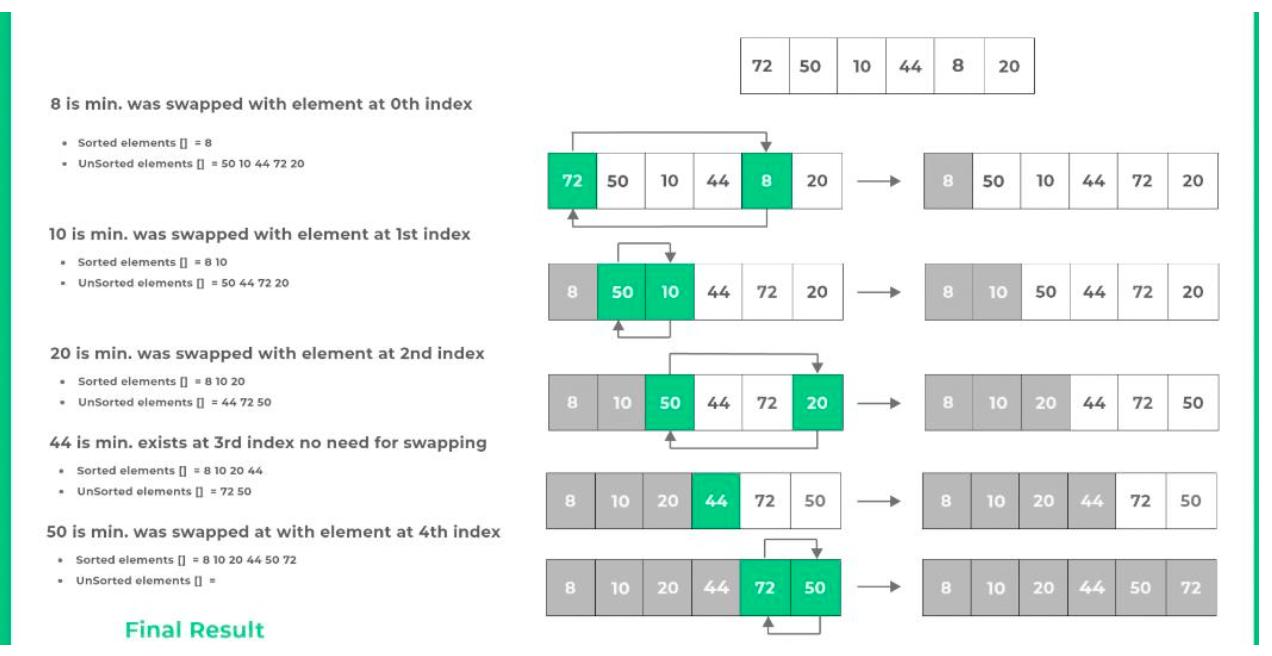 72 50 10 44 8 20
8 is min. was swapped with element at 0th index
• Sorted elements [] = 8
• UnSorted elements [] = 50 10 44 72 20
72 50 10 44 8 20
8 50 10 44 72 20
10 is min. was swapped with element at 1st index
• Sorted elements [] = 8 10
• UnSorted elements [] = 50 44 72 20
8 50 10 44 72 20
8 10 50 44 72 20
20 is min. was swapped with element at 2nd index
• Sorted elements [] = 8 10 20
• UnSorted elements [] = 44 72 50
8 10 50 44 72 20
8 10 20 44 72 50
44 is min. exists at 3rd index no need for swapping
• Sorted elements [] = 8 10 20 44
• UnSorted elements [] = 72 50
8 10 20 44 72 50
8 10 20 44 72 50
50 is min. was swapped at with element at 4th index
• Sorted elements [] = 8 10 20 44 50 72
• UnSorted elements [] =
8 10 20 44 72 50
8 10 20 44 50 72
Final Result